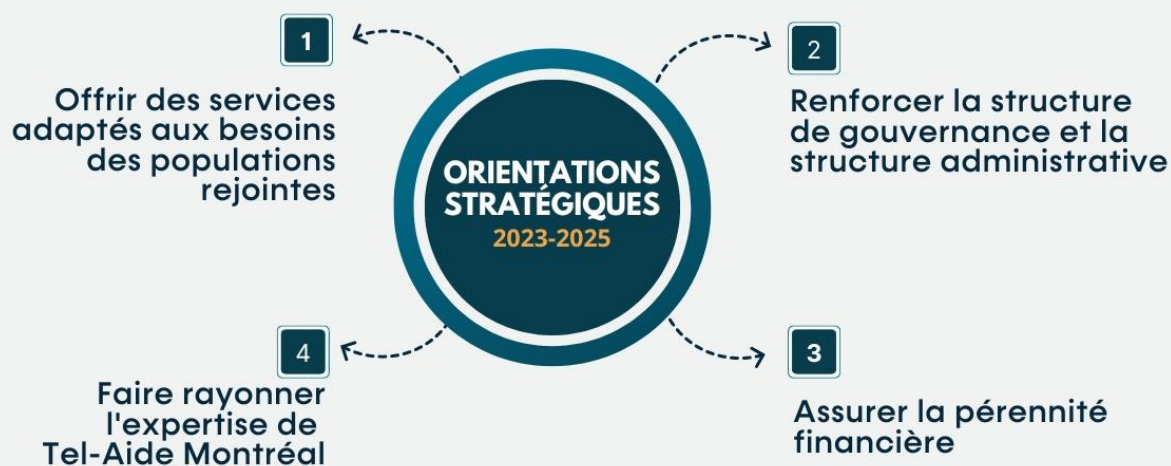 ORIENTATIONS
STRATÉGIQUES
2023-2025
1
Offrir des services
adaptés aux besoins
des populations
rejointes
2
Renforcer la structure
de gouvernance et la
structure administrative
3
Assurer la pérennité
financière
4
Faire rayonner
l'expertise de
Tel-Aide Montréal